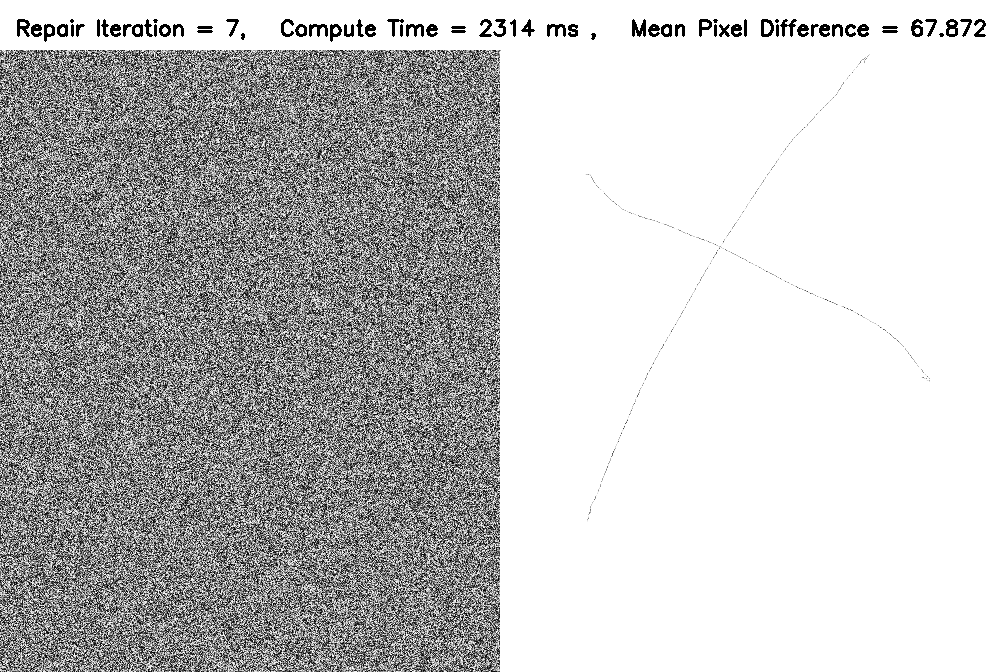 Repair Iteration = 7,   Compute Time = 2314 ms ,   Mean Pixel Difference = 67.872